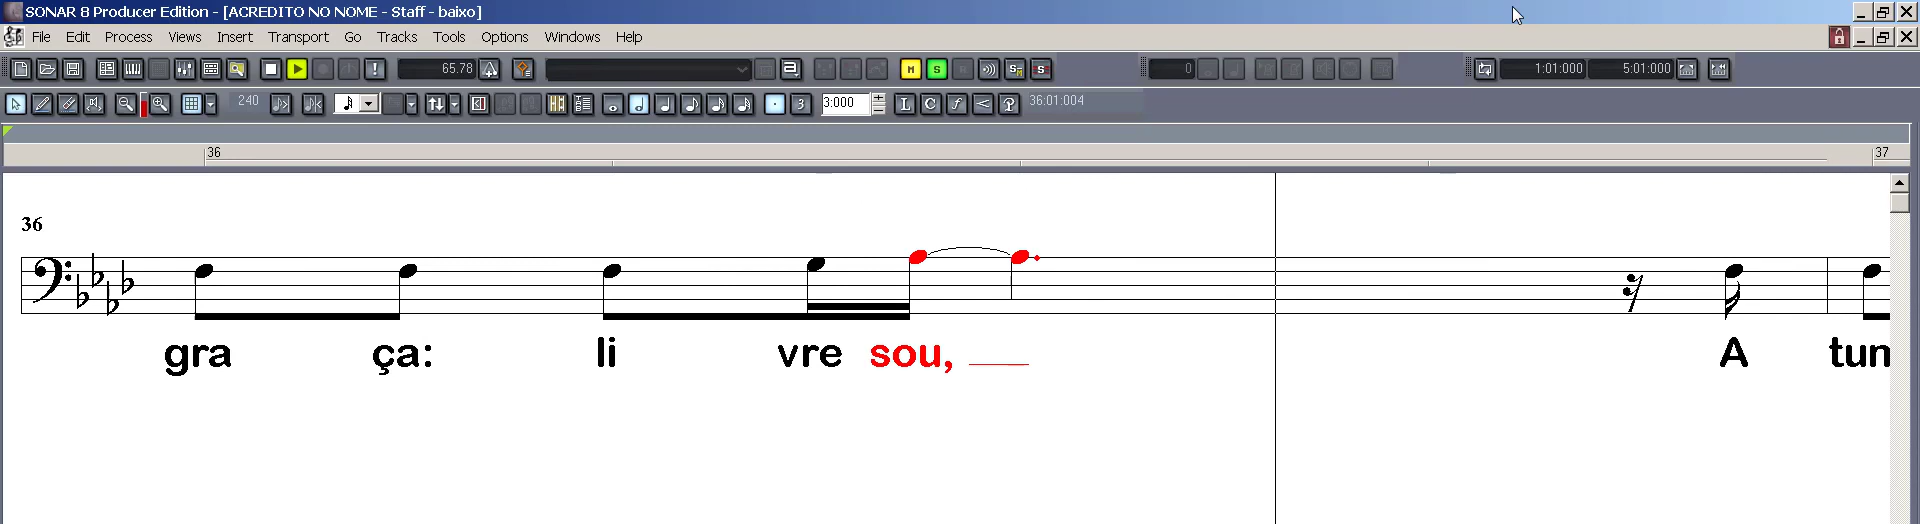 SONAR 8 Producer Edition - [ACREDITO NO NOME - Staff - baixo]
File Edit Process Views Insert Transport Go Tracks Tools Options Windows Help
65.78 M S 0 1:01:000 5:01:000
240 3 3:000 L C f 36:01:004
36 37
36
gra ça: li vre sou, ___ A tun